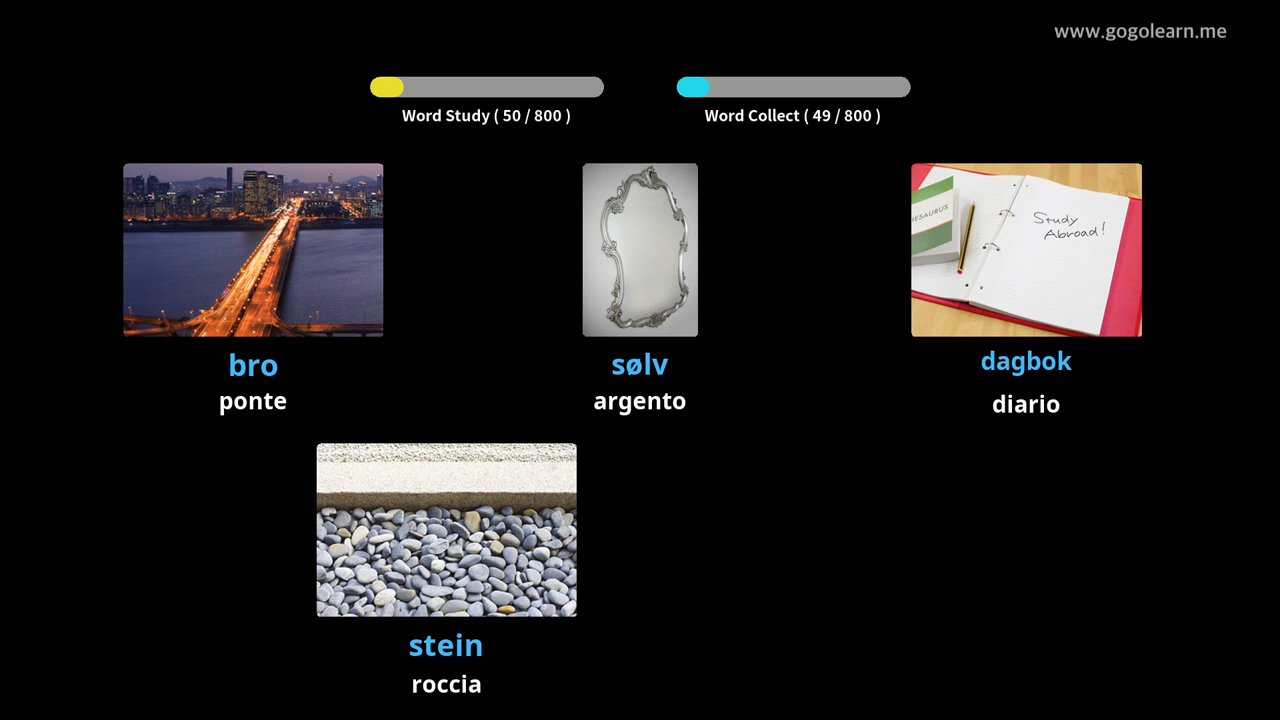 www.gogolearn.me
Word Study ( 50 / 800 )
Word Collect ( 49 / 800 )
ESAURUS
Study
Abroad!
bro
sølv
dagbok
ponte
argento
diario
stein
roccia